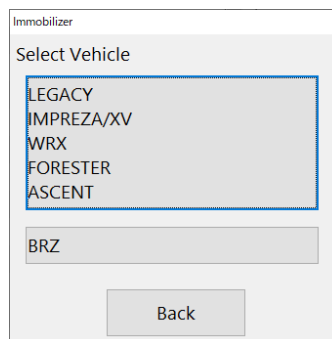 Immobilizer
Select Vehicle
LEGACY
IMPREZA/XV
WRX
FORESTER
ASCENT
BRZ
Back